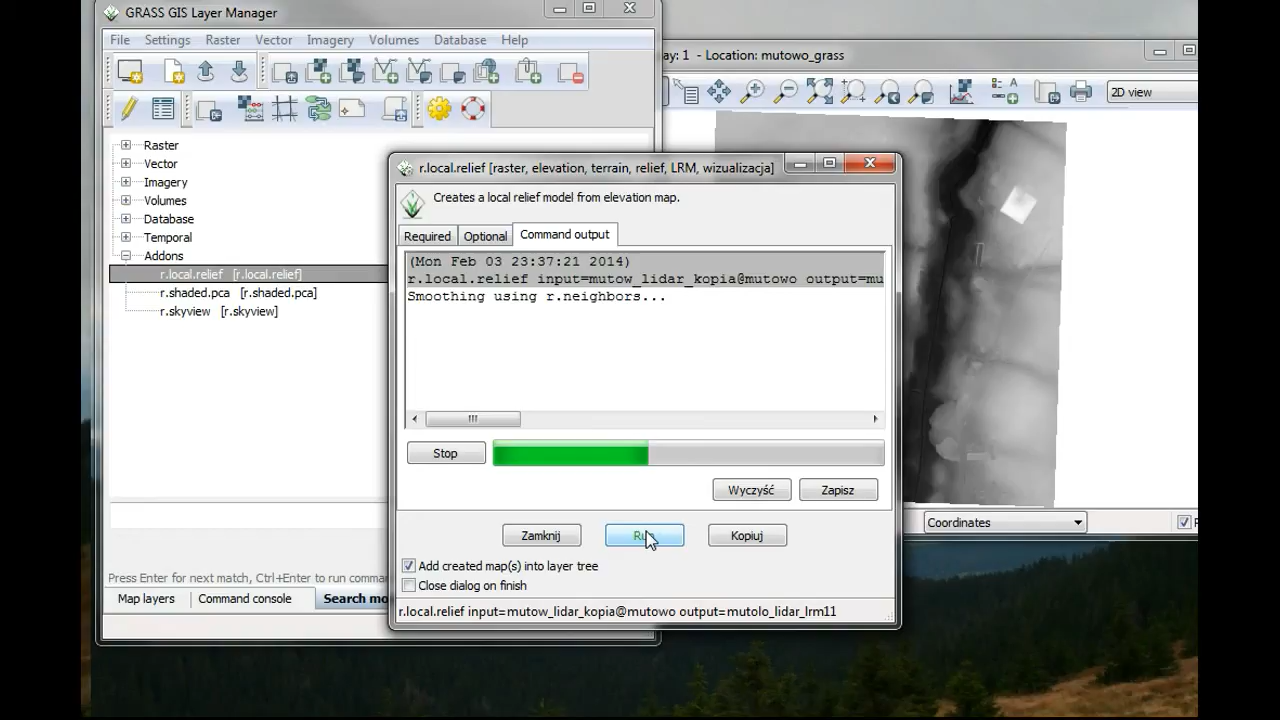 GRASS GIS Layer Manager
File Settings Raster Vector Imagery Volumes Database Help
ay: 1 - Location: mutowo_grass
2D view
Raster
Vector
Imagery
Volumes
Database
Temporal
Addons
r.local.relief [r.local.relief]
r.shaded.pca [r.shaded.pca]
r.skyview [r.skyview]
Press Enter for next match, Ctrl+Enter to run comma
Map layers Command console Search mo
r.local.relief [raster, elevation, terrain, relief, LRM, wizualizacja]
Creates a local relief model from elevation map.
Required Optional Command output
(Mon Feb 03 23:37:21 2014)
r.local.relief input=mutow_lidar_kopia@mutowo output=mu
Smoothing using r.neighbors...
Stop
Wyczyść Zapisz
Zamknij Kopiuj
Add created map(s) into layer tree
Close dialog on finish
r.local.relief input=mutow_lidar_kopia@mutowo output=mutolo_lidar_lrm11
Coordinates